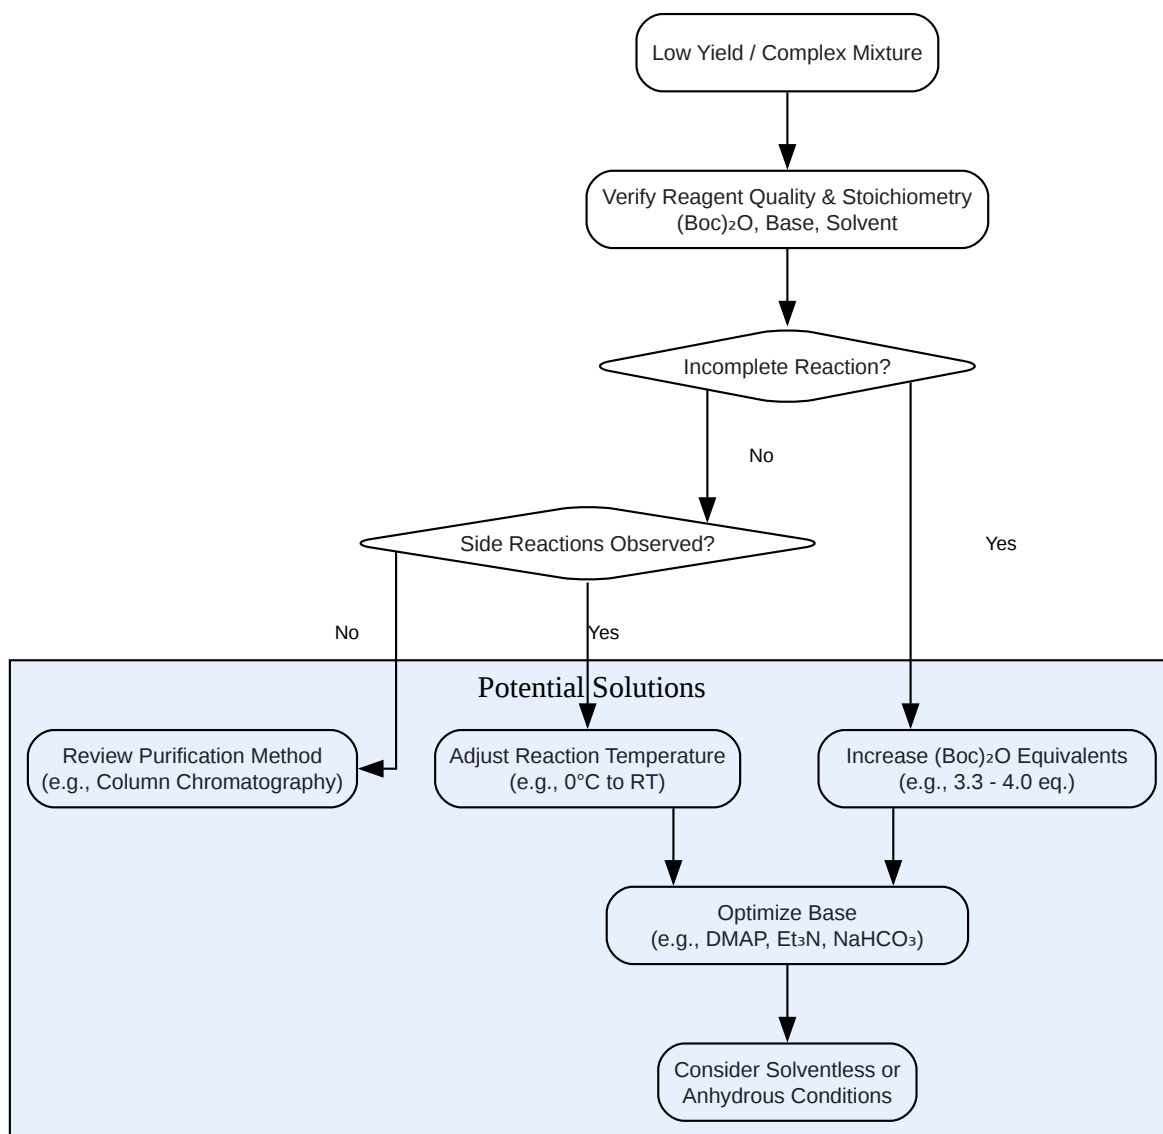 Low Yield / Complex Mixture
Verify Reagent Quality & Stoichiometry
(Boc)₂O, Base, Solvent
Incomplete Reaction?
No
Side Reactions Observed?
Yes
No
Yes
Potential Solutions
Review Purification Method
(e.g., Column Chromatography)
Adjust Reaction Temperature
(e.g., 0°C to RT)
Increase (Boc)₂O Equivalents
(e.g., 3.3 - 4.0 eq.)
Optimize Base
(e.g., DMAP, Et₃N, NaHCO₃)
Consider Solventless or
Anhydrous Conditions